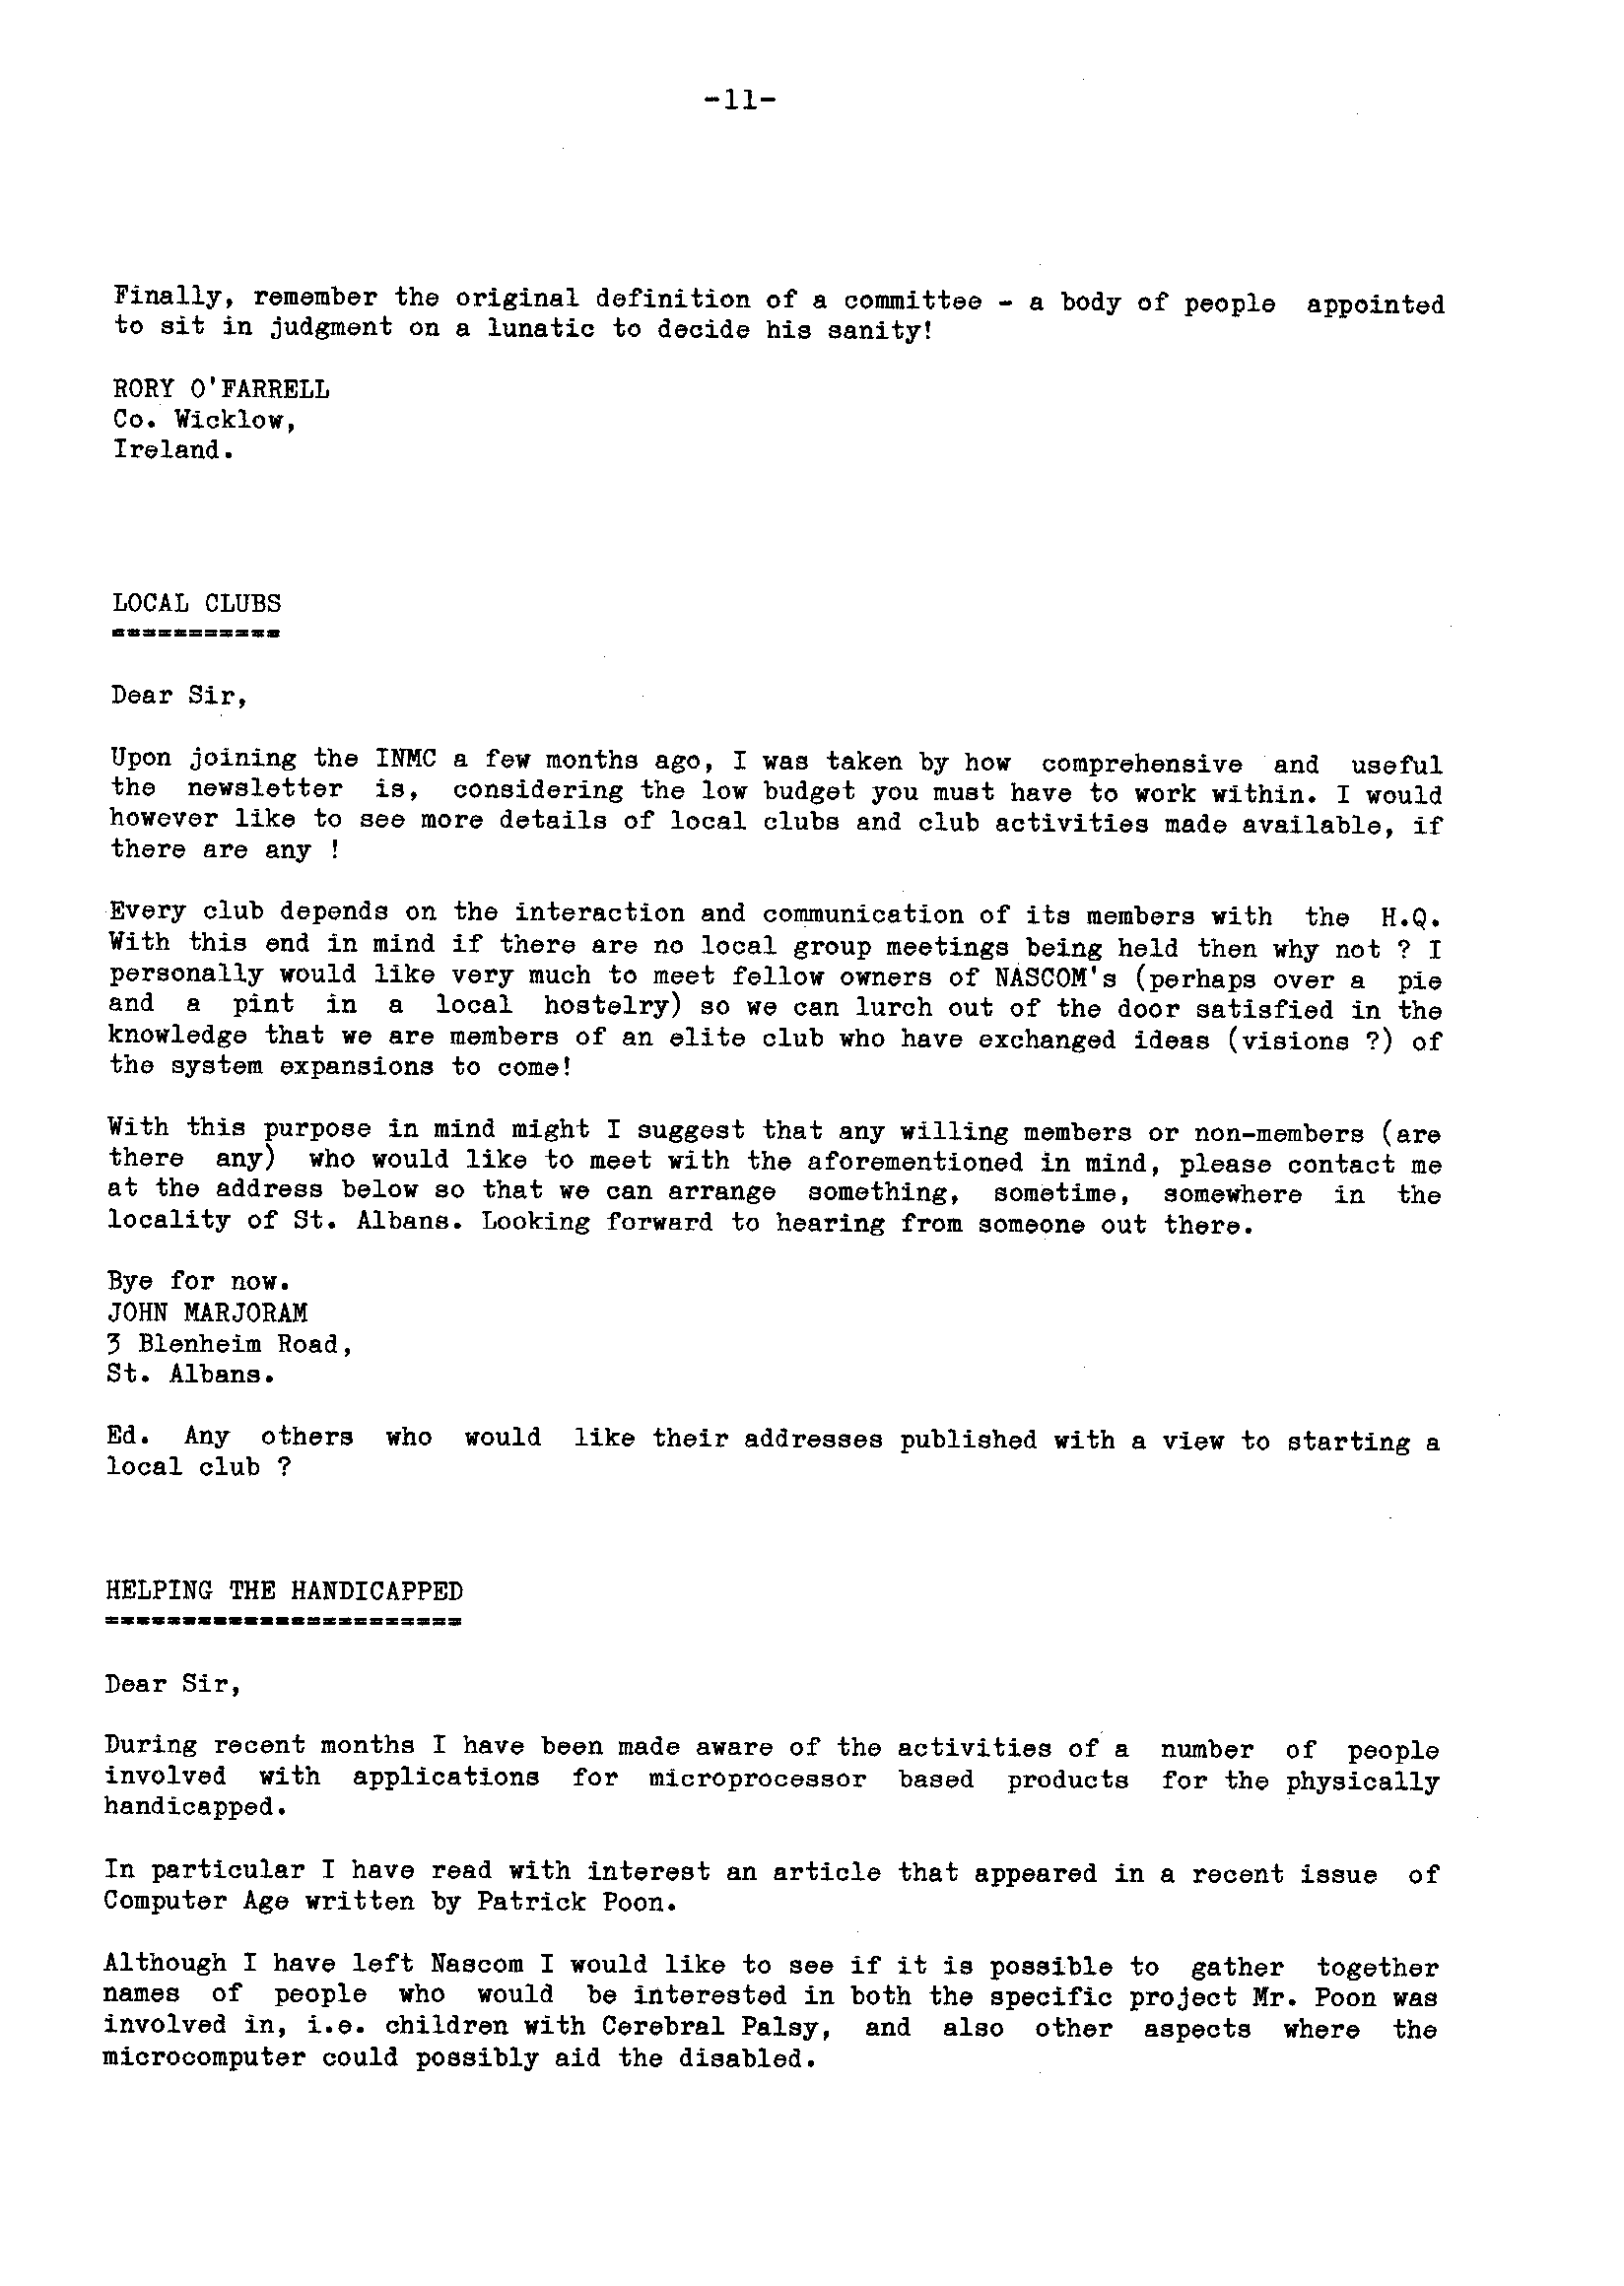 -11-
Finally, remember the original definition of a committee - a body of people appointed
to sit in judgment on a lunatic to decide his sanity!
RORY O'FARRELL
Co. Wicklow,
Ireland.
LOCAL CLUBS
===========
Dear Sir,
Upon joining the INMC a few months ago, I was taken by how comprehensive and useful
the newsletter is, considering the low budget you must have to work within. I would
however like to see more details of local clubs and club activities made available, if
there are any !
Every club depends on the interaction and communication of its members with the H.Q.
With this end in mind if there are no local group meetings being held then why not ? I
personally would like very much to meet fellow owners of NASCOM's (perhaps over a pie
and a pint in a local hostelry) so we can lurch out of the door satisfied in the
knowledge that we are members of an elite club who have exchanged ideas (visions ?) of
the system expansions to come!
With this purpose in mind might I suggest that any willing members or non-members (are
there any) who would like to meet with the aforementioned in mind, please contact me
at the address below so that we can arrange something, sometime, somewhere in the
locality of St. Albans. Looking forward to hearing from someone out there.
Bye for now.
JOHN MARJORAM
3 Blenheim Road,
St. Albans.
Ed. Any others who would like their addresses published with a view to starting a
local club ?
HELPING THE HANDICAPPED
=======================
Dear Sir,
During recent months I have been made aware of the activities of a number of people
involved with applications for microprocessor based products for the physically
handicapped.
In particular I have read with interest an article that appeared in a recent issue of
Computer Age written by Patrick Poon.
Although I have left Nascom I would like to see if it is possible to gather together
names of people who would be interested in both the specific project Mr. Poon was
involved in, i.e. children with Cerebral Palsy, and also other aspects where the
microcomputer could possibly aid the disabled.